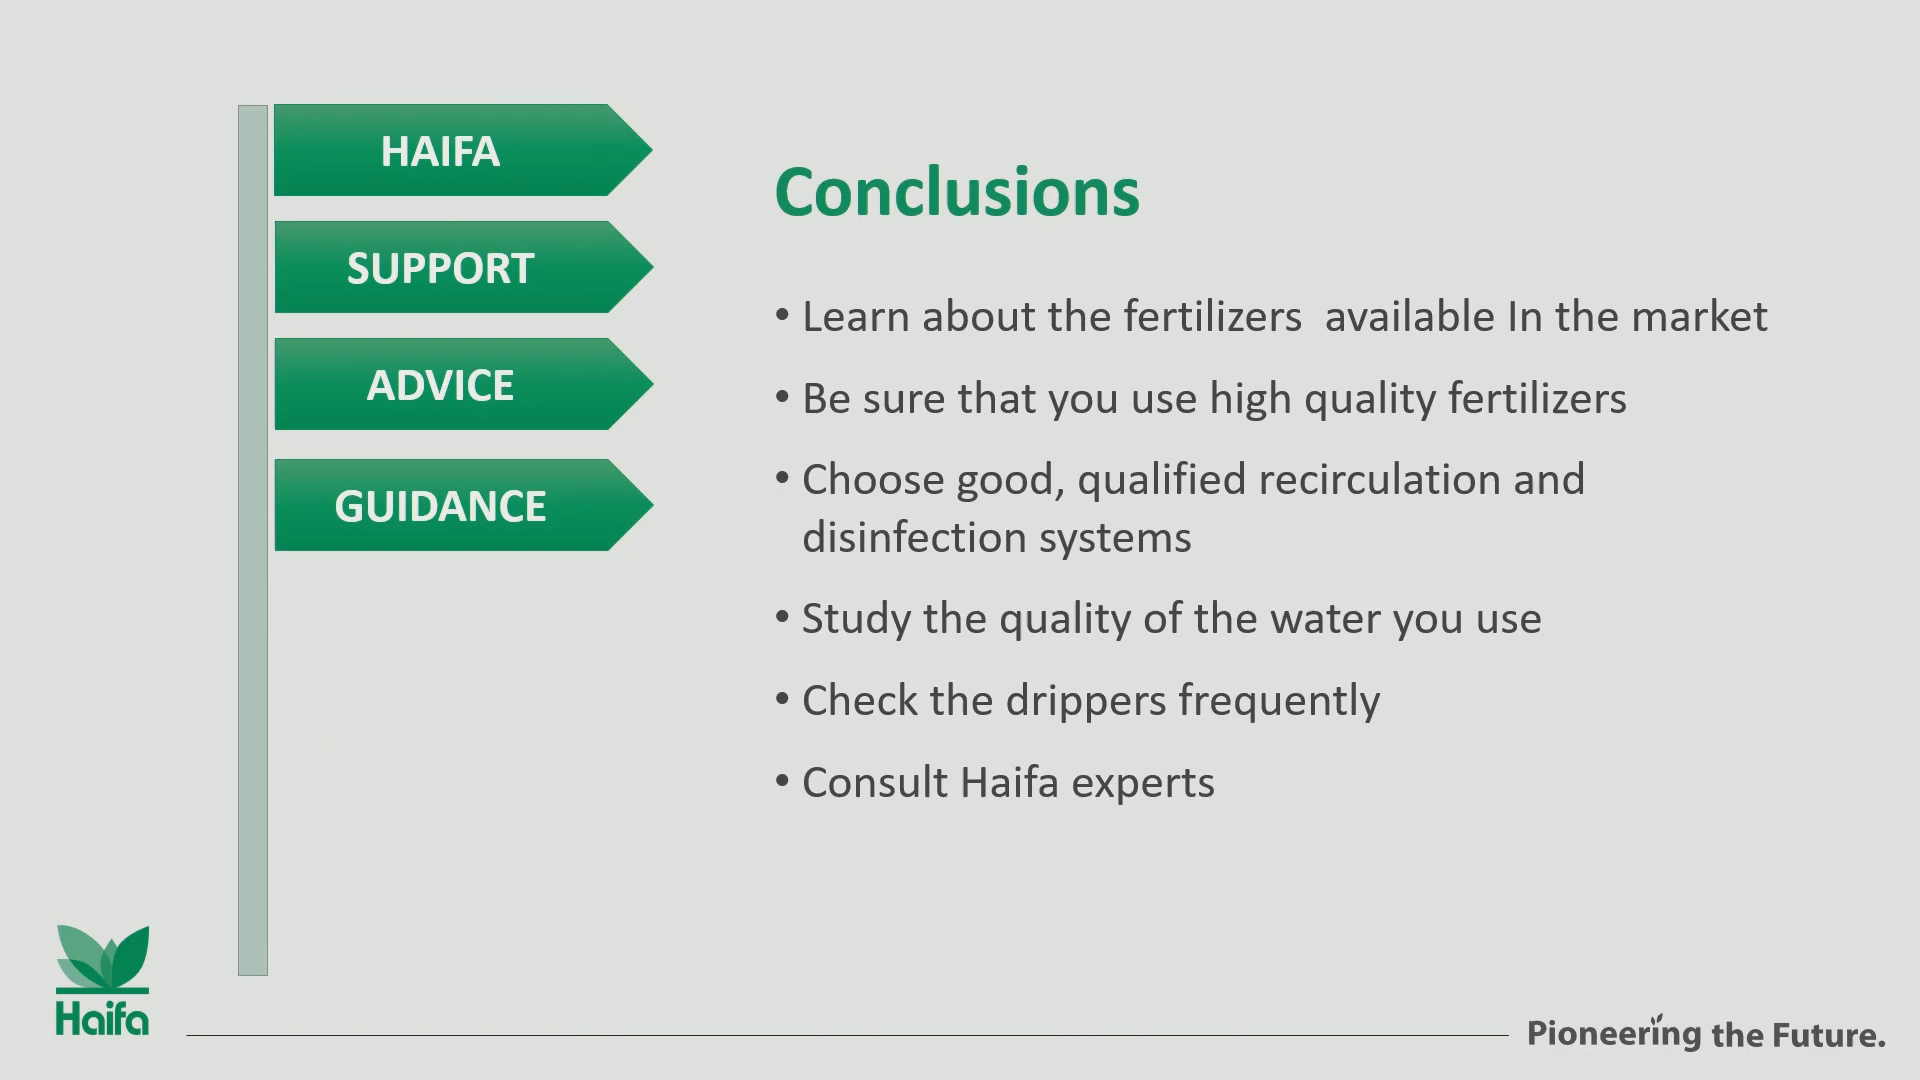 HAIFA
SUPPORT
ADVICE
GUIDANCE
Conclusions
• Learn about the fertilizers  available In the market
• Be sure that you use high quality fertilizers
• Choose good, qualified recirculation and
disinfection systems
• Study the quality of the water you use
• Check the drippers frequently
• Consult Haifa experts
Haifa
Pioneering the Future.